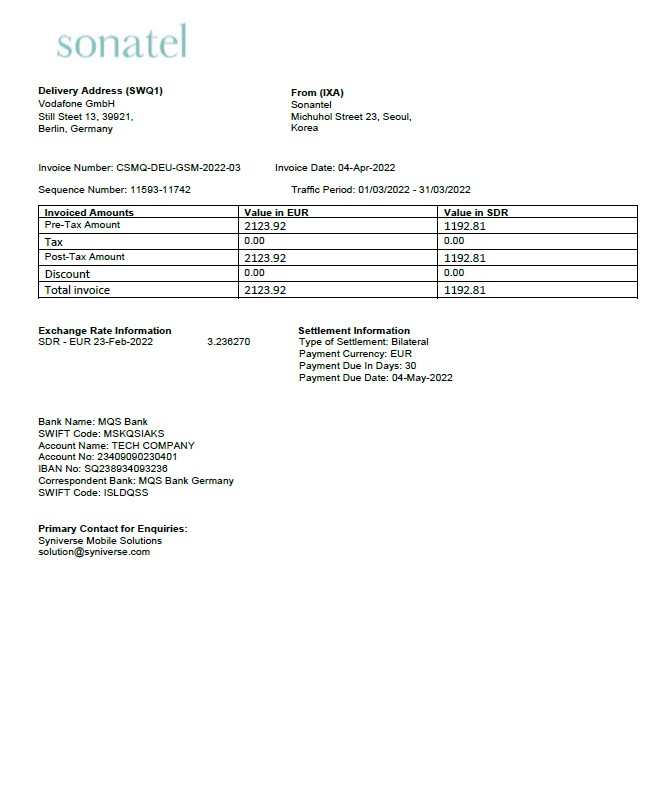 sonatel
Delivery Address (SWQ1)
Vodafone GmbH
Still Steet 13, 39921,
Berlin, Germany
From (IXA)
Sonantel
Michuhol Street 23, Seoul,
Korea
Invoice Number: CSMQ-DEU-GSM-2022-03 Invoice Date: 04-Apr-2022
Sequence Number: 11593-11742 Traffic Period: 01/03/2022 - 31/03/2022
Invoiced Amounts Value in EUR Value in SDR
Pre-Tax Amount 2123.92 1192.81
Tax 0.00 0.00
Post-Tax Amount 2123.92 1192.81
Discount 0.00 0.00
Total invoice 2123.92 1192.81
Exchange Rate Information
SDR - EUR 23-Feb-2022 3.236270
Settlement Information
Type of Settlement: Bilateral
Payment Currency: EUR
Payment Due In Days: 30
Payment Due Date: 04-May-2022
Bank Name: MQS Bank
SWIFT Code: MSKQSIAKS
Account Name: TECH COMPANY
Account No: 23409090230401
IBAN No: SQ238934093236
Correspondent Bank: MQS Bank Germany
SWIFT Code: ISLDQSS
Primary Contact for Enquiries:
Syniverse Mobile Solutions
solution@syniverse.com